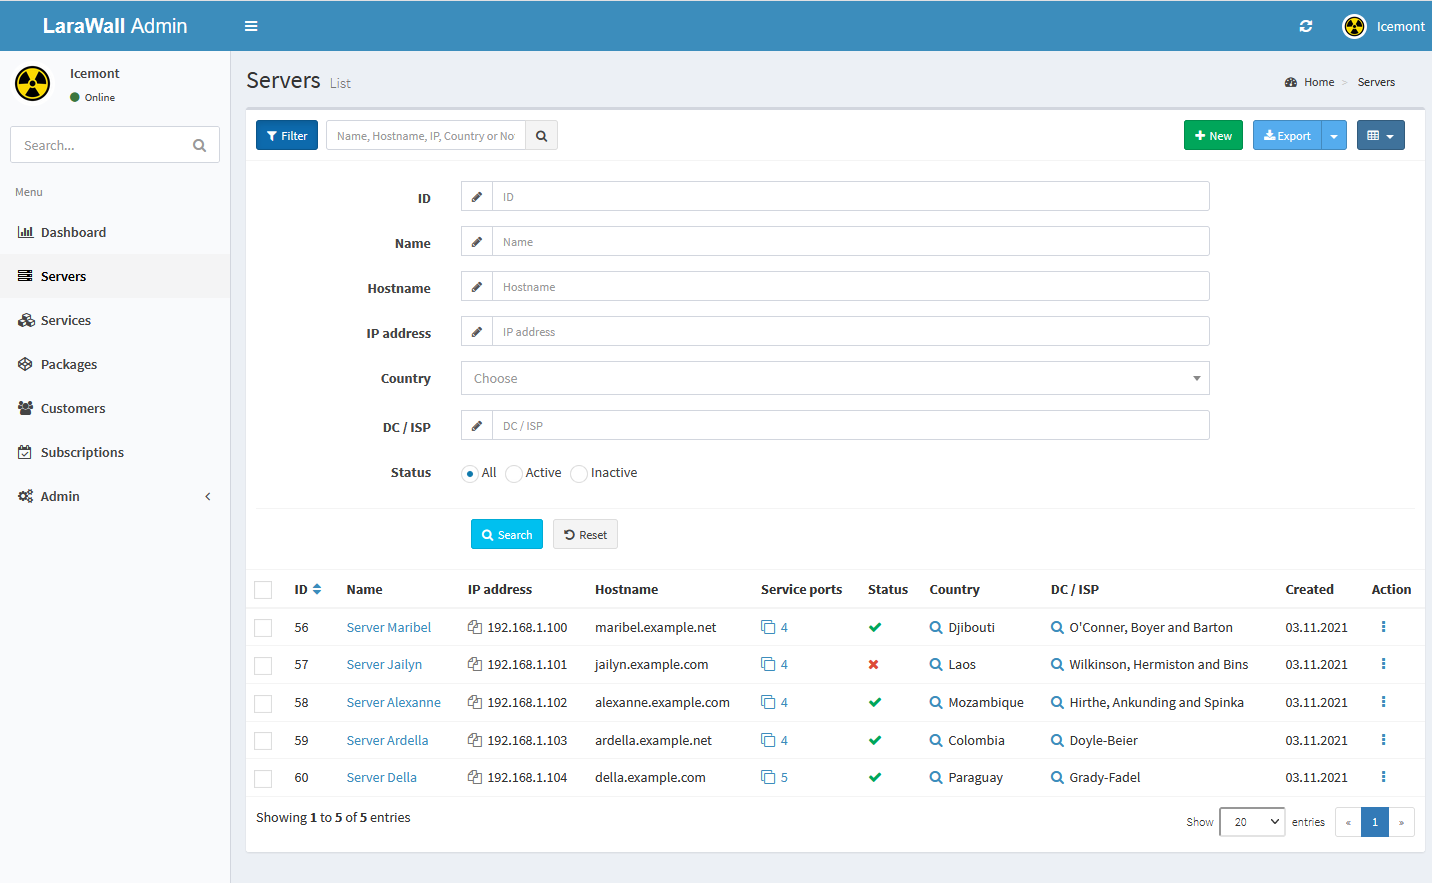 LaraWall Admin
Icemont
Icemont
Online
Search...
Menu
Dashboard
Servers
Services
Packages
Customers
Subscriptions
Admin
Servers List
Home > Servers
Filter
Name, Hostname, IP, Country or No
New
Export
ID
ID
Name
Name
Hostname
Hostname
IP address
IP address
Country
Choose
DC / ISP
DC / ISP
Status
All Active Inactive
Search
Reset
ID Name IP address Hostname Service ports Status Country DC / ISP Created Action
56 Server Maribel 192.168.1.100 maribel.example.net 4 Djibouti O'Conner, Boyer and Barton 03.11.2021
57 Server Jailyn 192.168.1.101 jailyn.example.com 4 Laos Wilkinson, Hermiston and Bins 03.11.2021
58 Server Alexanne 192.168.1.102 alexanne.example.com 4 Mozambique Hirthe, Ankunding and Spinka 03.11.2021
59 Server Ardella 192.168.1.103 ardella.example.net 4 Colombia Doyle-Beier 03.11.2021
60 Server Della 192.168.1.104 della.example.com 5 Paraguay Grady-Fadel 03.11.2021
Showing 1 to 5 of 5 entries
Show 20 entries
« 1 »